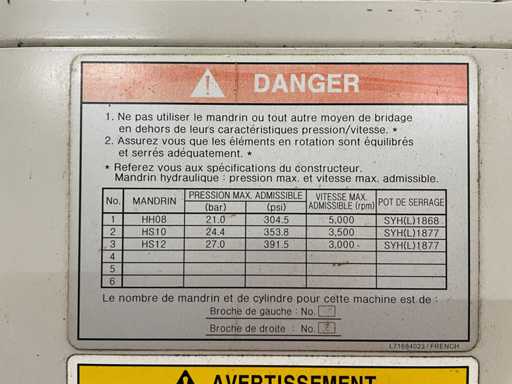 DANGER
1. Ne pas utiliser le mandrin ou tout autre moyen de bridage
en dehors de leurs caractéristiques pression/vitesse. *
2. Assurez vous que les éléments en rotation sont équilibrés
et serrés adéquatement. *
* Referez vous aux spécifications du constructeur.
Mandrin hydraulique : pression max. et vitesse max. admissible.
No. MANDRIN PRESSION MAX. ADMISSIBLE VITESSE MAX. ADMISSIBLE (rpm) POT DE SERRAGE
(bar) (psi)
1 HH08 21.0 304.5 5,000 SYH(L)1868
2 HS10 24.4 353.8 3,500 SYH(L)1877
3 HS12 27.0 391.5 3,000 SYH(L)1877
4
5
6
Le nombre de mandrin et de cylindre pour cette machine est de :
Broche de gauche : No.
Broche de droite : No.
L71684023 / FRENCH
AVERTISSEMENT